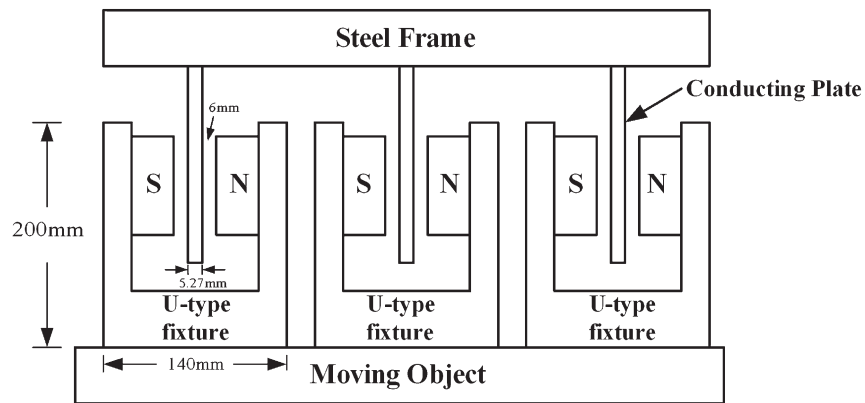 Steel Frame
6mm
Conducting Plate
S N S N S N
200mm
5.27mm
U-type U-type U-type
fixture fixture fixture
140mm
Moving Object